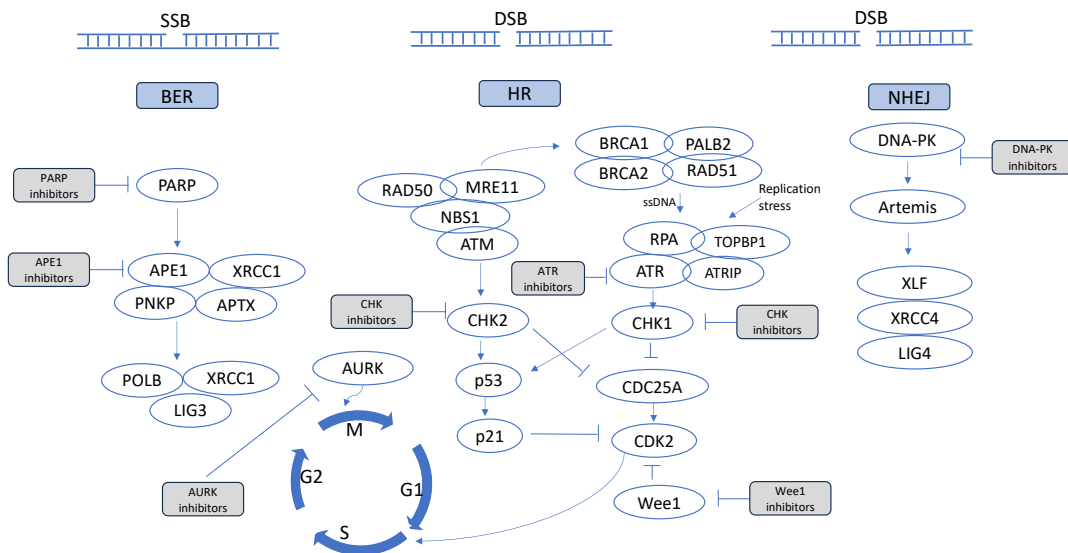 SSB
DSB
DSB
BER
HR
NHEJ
PARP
inhibitors
PARP
APE1
inhibitors
APE1
XRCC1
PNKP
APTX
POLB
XRCC1
LIG3
AURK
inhibitors
AURK
M
G2
G1
S
RAD50
MRE11
NBS1
ATM
CHK
inhibitors
CHK2
p53
p21
BRCA1
PALB2
BRCA2
RAD51
ssDNA
Replication
stress
RPA
TOPBP1
ATR
ATRIP
ATR
inhibitors
CHK1
CHK
inhibitors
CDC25A
CDK2
Wee1
Wee1
inhibitors
DNA-PK
DNA-PK
inhibitors
Artemis
XLF
XRCC4
LIG4